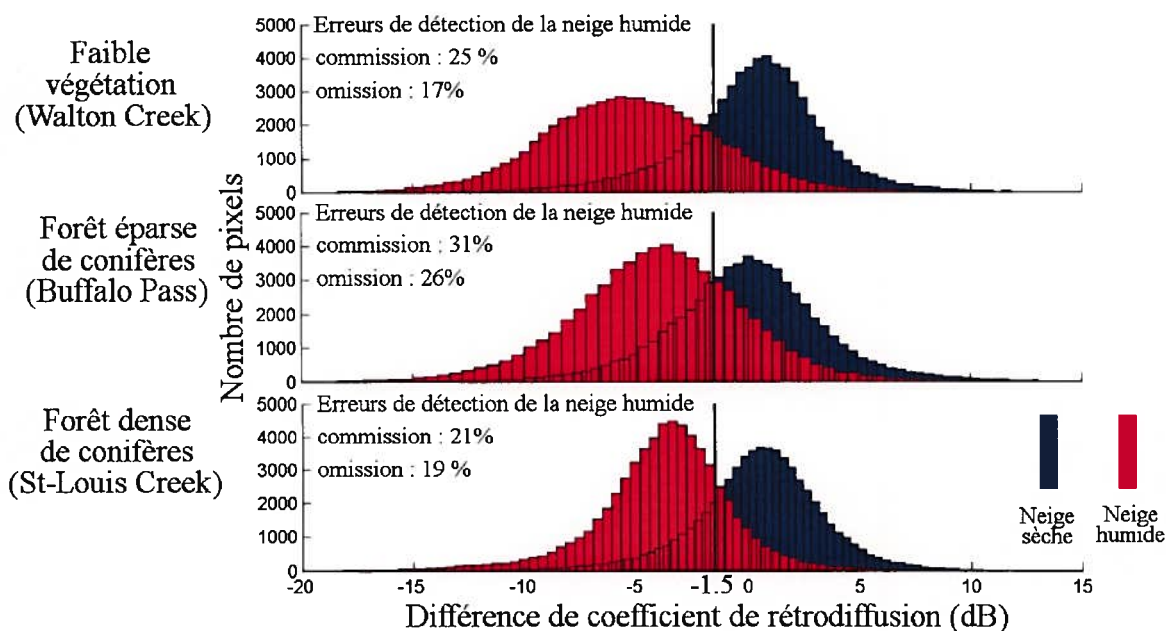 Faible
végétation
(Walton Creek)
Forêt éparse
de conifères
(Buffalo Pass)
Forêt dense
de conifères
(St-Louis Creek)
Nombre de pixels
5000
4000
3000
2000
1000
0
Erreurs de détection de la neige humide
commission : 25 %
omission : 17%
5000
4000
3000
2000
1000
0
Erreurs de détection de la neige humide
commission : 31%
omission : 26%
5000
4000
3000
2000
1000
0
Erreurs de détection de la neige humide
commission : 21%
omission : 19 %
-20 -15 -10 -5 -1.5 0 5 10 15
Différence de coefficient de rétrodiffusion (dB)
Neige
sèche
Neige
humide